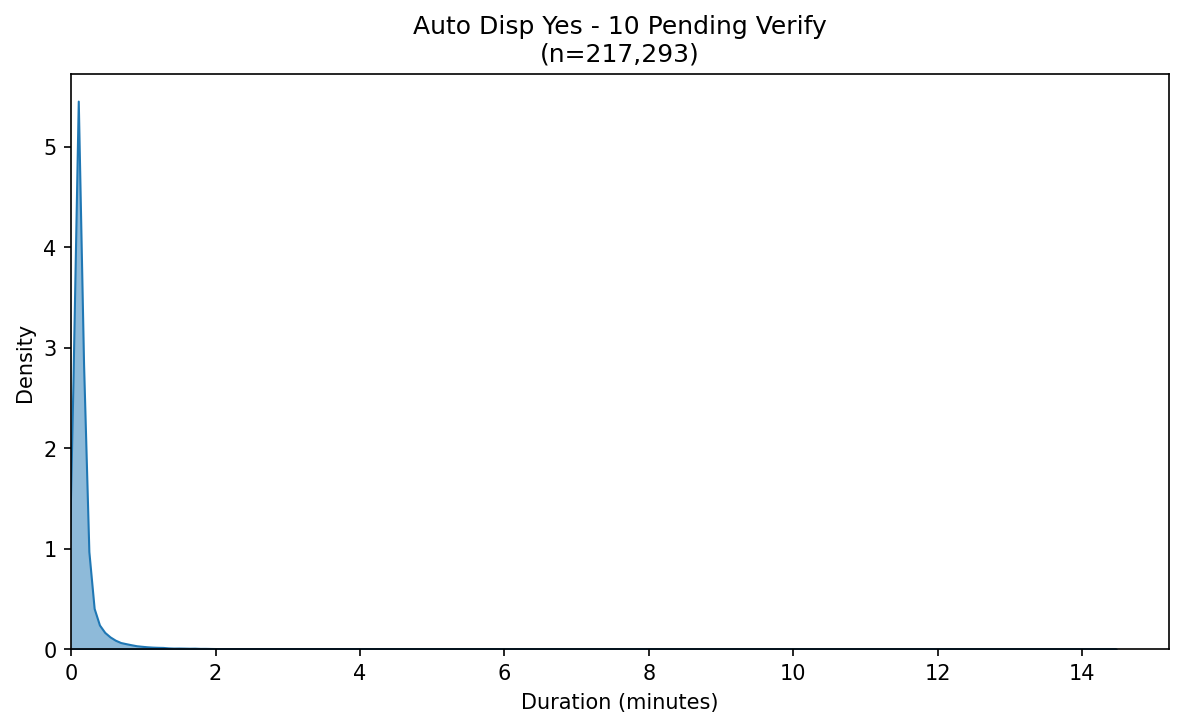 Auto Disp Yes - 10 Pending Verify
(n=217,293)
5
4
3
2
1
0
Density
0 2 4 6 8 10 12 14
Duration (minutes)